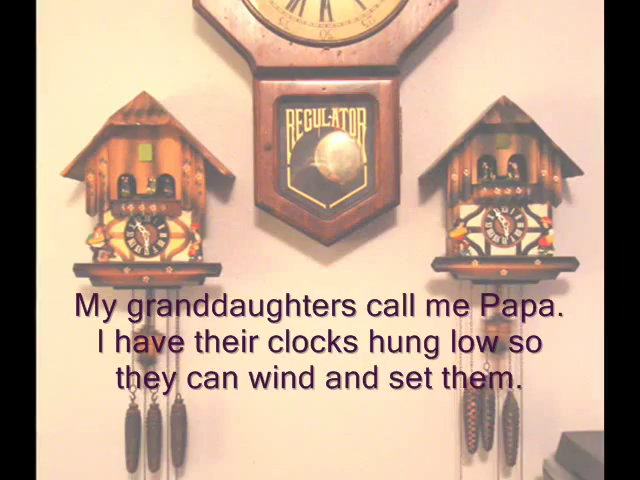 REGULATOR
My granddaughters call me Papa.
I have their clocks hung low so
they can wind and set them.